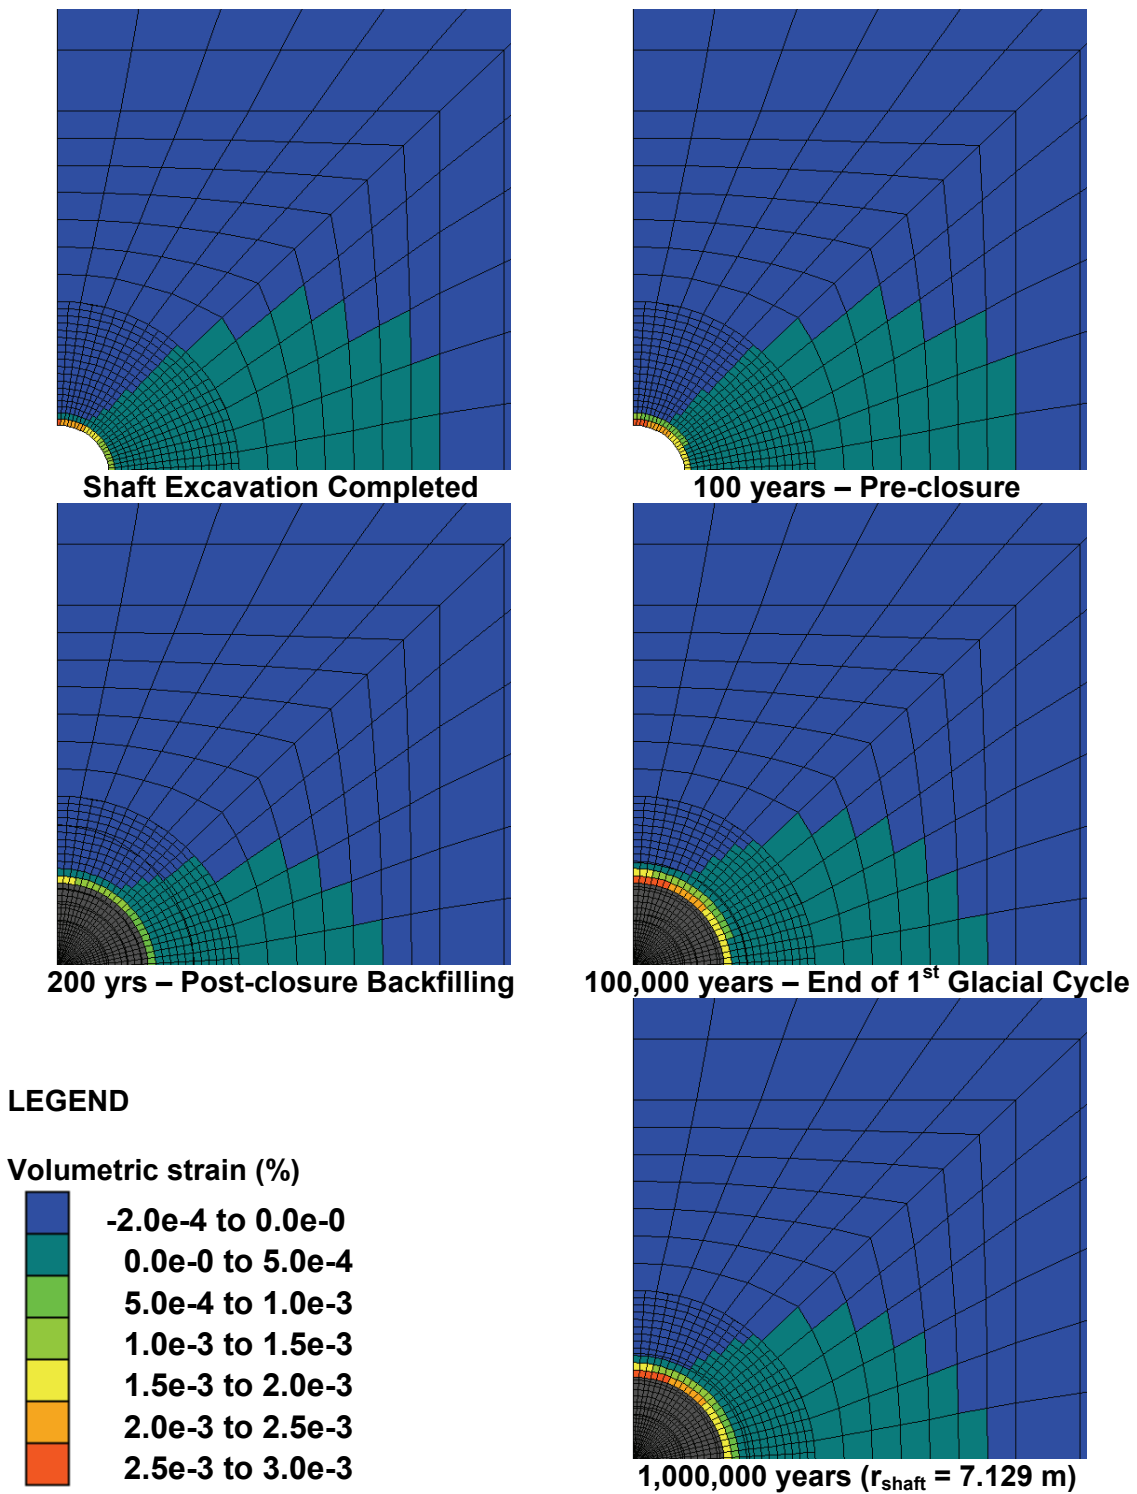 Shaft Excavation Completed
100 years – Pre-closure
200 yrs – Post-closure Backfilling
100,000 years – End of 1st Glacial Cycle
LEGEND
Volumetric strain (%)
-2.0e-4 to 0.0e-0
0.0e-0 to 5.0e-4
5.0e-4 to 1.0e-3
1.0e-3 to 1.5e-3
1.5e-3 to 2.0e-3
2.0e-3 to 2.5e-3
2.5e-3 to 3.0e-3
1,000,000 years (rshaft = 7.129 m)